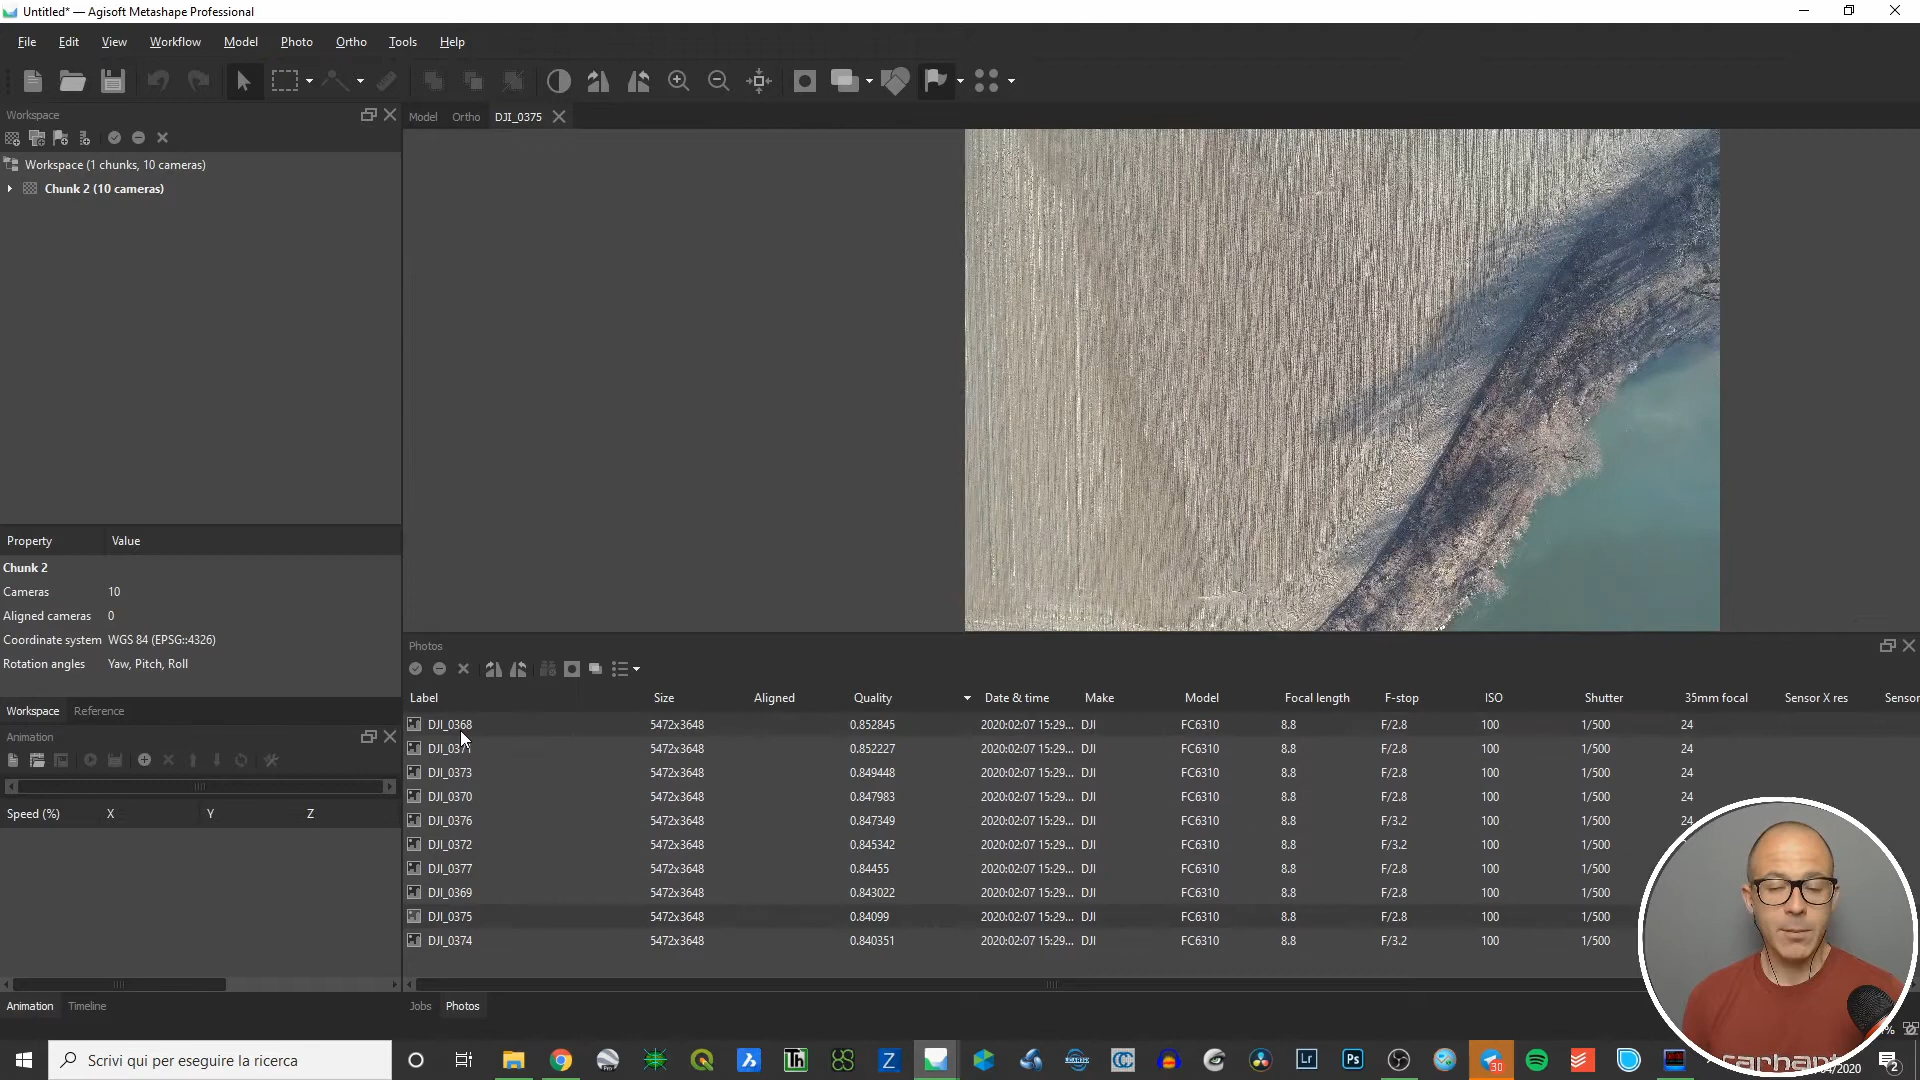 Untitled* — Agisoft Metashape Professional
File Edit View Workflow Model Photo Ortho Tools Help
Workspace
Model Ortho DJI_0375
Workspace (1 chunks, 10 cameras)
Chunk 2 (10 cameras)
Property Value
Chunk 2
Cameras 10
Aligned cameras 0
Coordinate system WGS 84 (EPSG::4326)
Rotation angles Yaw, Pitch, Roll
Workspace Reference
Animation
Speed (%) X Y Z
Animation Timeline
Photos
Label Size Aligned Quality Date & time Make Model Focal length F-stop ISO Shutter 35mm focal Sensor X res Sensor
DJI_0368 5472x3648 0.852845 2020:02:07 15:29... DJI FC6310 8.8 F/2.8 100 1/500 24
DJI_0371 5472x3648 0.852227 2020:02:07 15:29... DJI FC6310 8.8 F/2.8 100 1/500 24
DJI_0373 5472x3648 0.849448 2020:02:07 15:29... DJI FC6310 8.8 F/2.8 100 1/500 24
DJI_0370 5472x3648 0.847983 2020:02:07 15:29... DJI FC6310 8.8 F/2.8 100 1/500 24
DJI_0376 5472x3648 0.847349 2020:02:07 15:29... DJI FC6310 8.8 F/3.2 100 1/500 24
DJI_0372 5472x3648 0.845342 2020:02:07 15:29... DJI FC6310 8.8 F/3.2 100 1/500
DJI_0377 5472x3648 0.84455 2020:02:07 15:29... DJI FC6310 8.8 F/2.8 100 1/500
DJI_0369 5472x3648 0.843022 2020:02:07 15:29... DJI FC6310 8.8 F/2.8 100 1/500
DJI_0375 5472x3648 0.84099 2020:02:07 15:29... DJI FC6310 8.8 F/2.8 100 1/500
DJI_0374 5472x3648 0.840351 2020:02:07 15:29... DJI FC6310 8.8 F/3.2 100 1/500
Jobs Photos
Scrivi qui per eseguire la ricerca
Th
Z
CC
Lr
Ps
30
carhartt
/04/2020
2